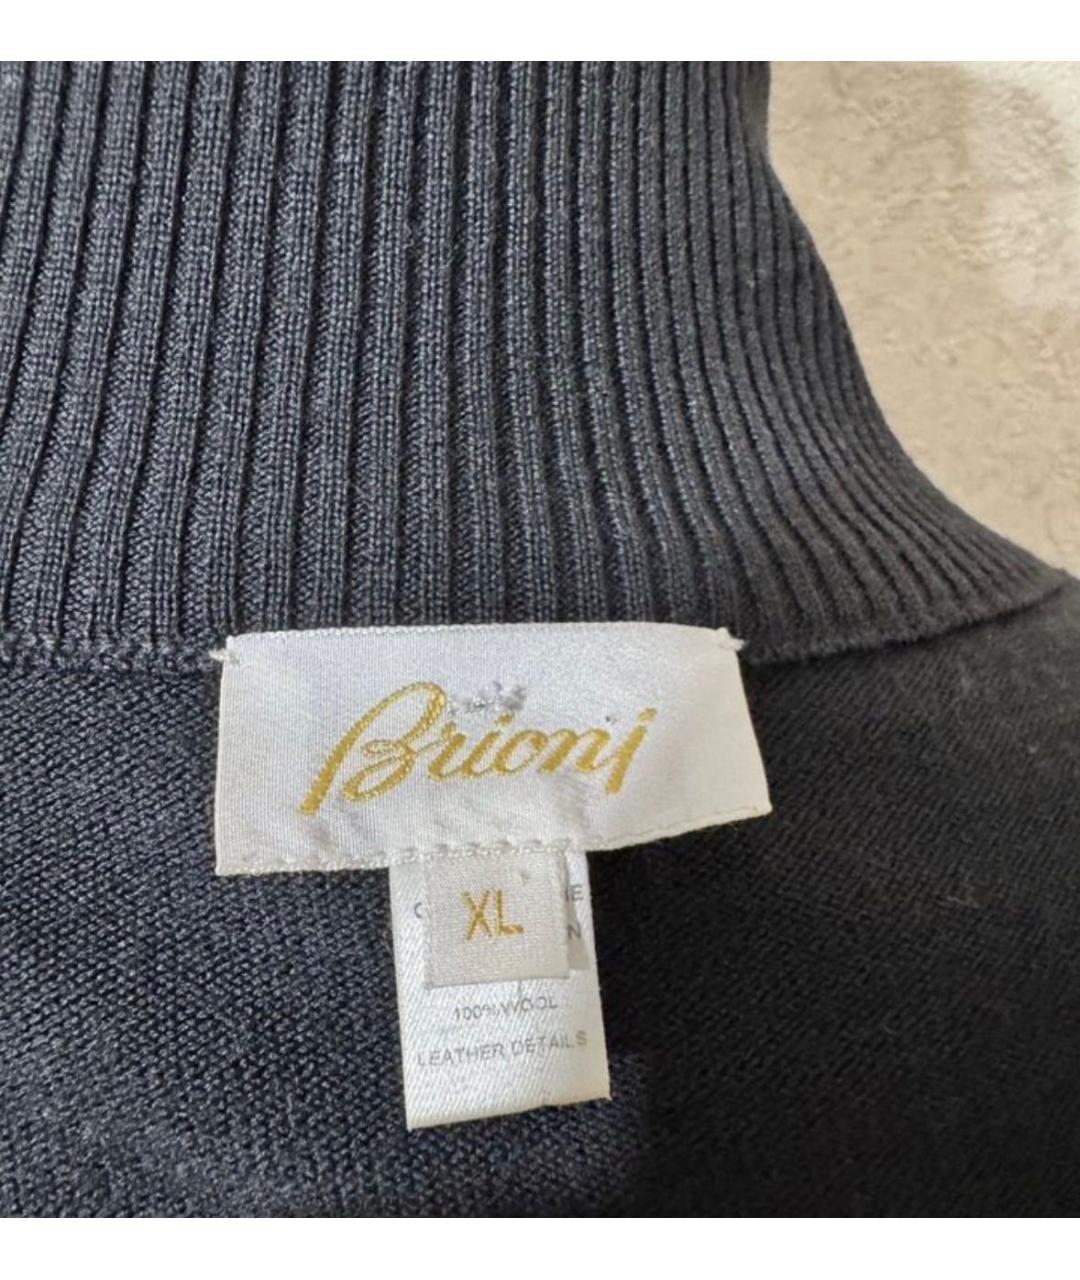 Brioni
XL
100% WOOL
LEATHER DETAILS